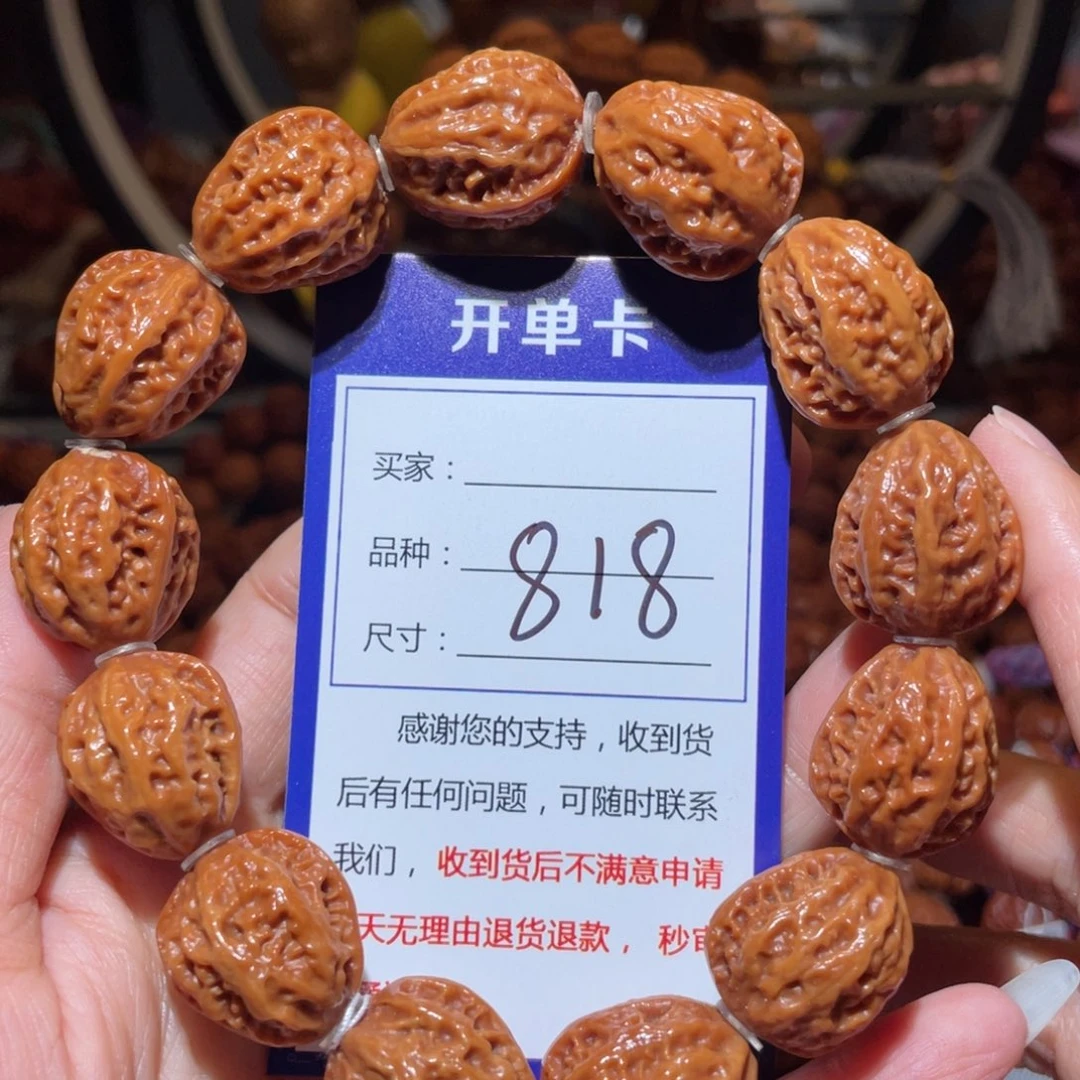 开单卡
买家：
品种：
818
尺寸：
感谢您的支持，收到货
后有任何问题，可随时联系
我们，收到货后不满意申请
天无理由退货退款，秒审